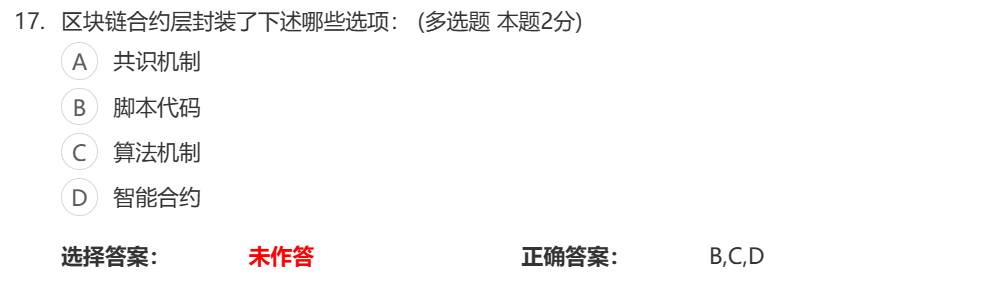 17. 区块链合约层封装了下述哪些选项： (多选题 本题2分)
A 共识机制
B 脚本代码
C 算法机制
D 智能合约
选择答案： 未作答 正确答案： B,C,D